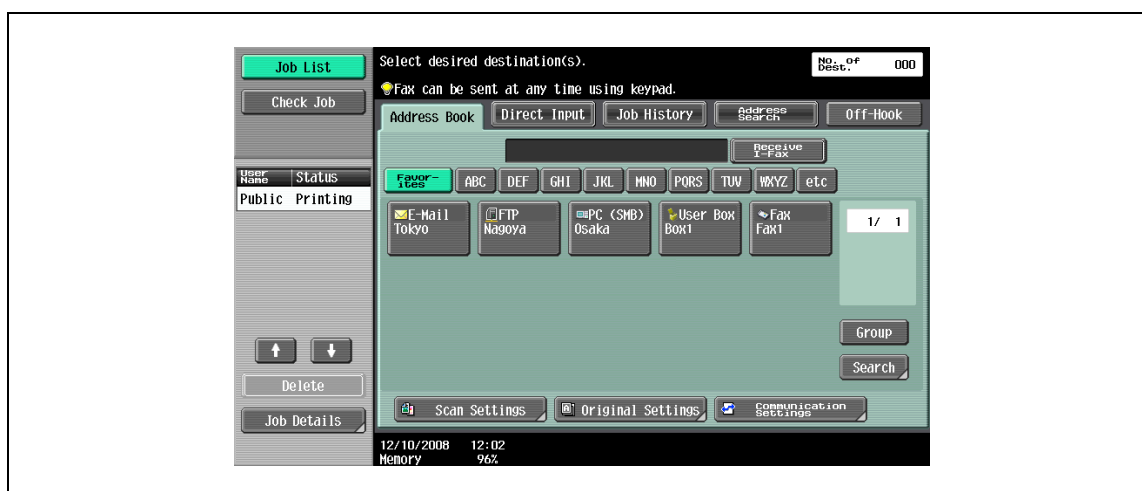 Job List
Check Job
User Name Status
Public Printing
Delete
Job Details
Select desired destination(s).
No. of Dest. 000
Fax can be sent at any time using keypad.
Address Book Direct Input Job History Address Search Off-Hook
Receive I-Fax
Favor-ites ABC DEF GHI JKL MNO PQRS TUV WXYZ etc
E-Mail FTP PC (SMB) User Box Fax
Tokyo Nagoya Osaka Box1 Fax1
1/ 1
Group
Search
Scan Settings Original Settings Communication Settings
12/10/2008 12:02
Memory 96%